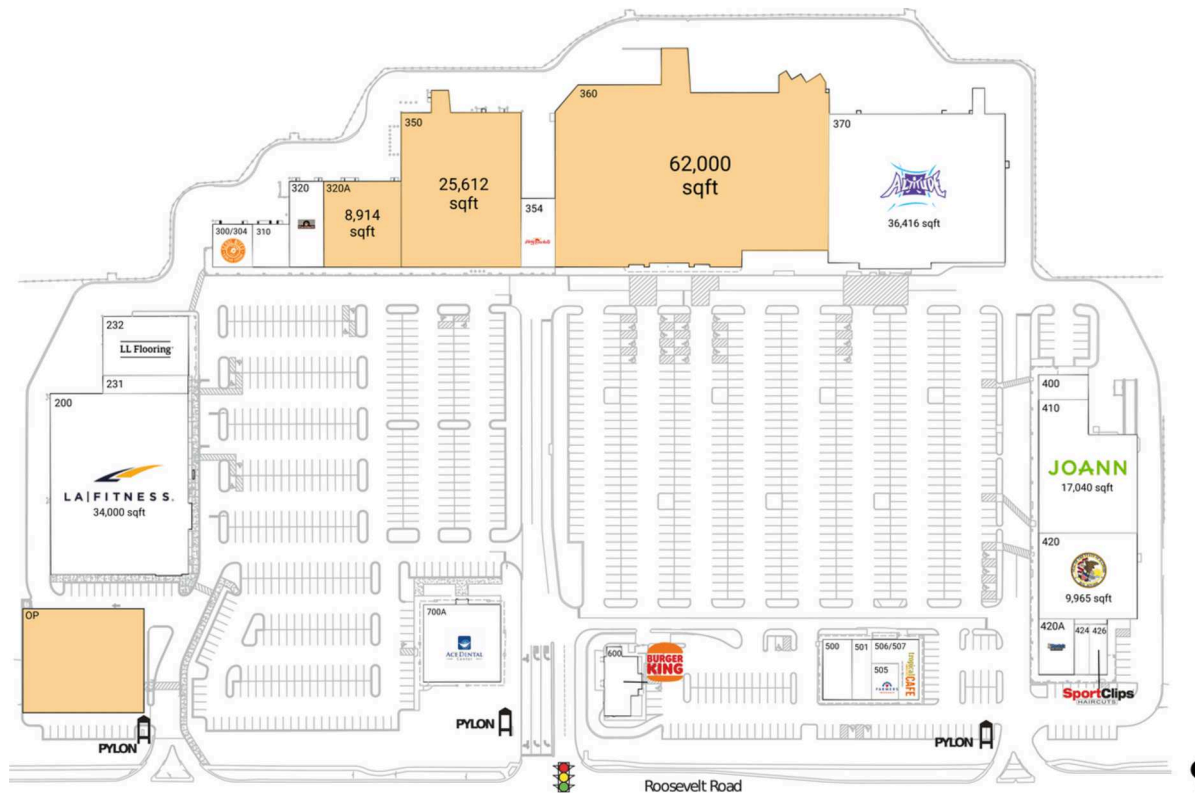 360
350
370
62,000
sqft
25,612
sqft
ALTITUDE
36,416 sqft
320
320A
8,914
sqft
354
300/304
310
232
LL Flooring
231
200
LA|FITNESS.
34,000 sqft
400
410
JOANN
17,040 sqft
420
9,965 sqft
420A
424
426
SportClips
HAIRCUTS
OP
PYLON
700A
ACE DENTAL
PYLON
600
BURGER
KING
500
501
506/507
505
FARMERS
tropical CAFE
PYLON
Roosevelt Road